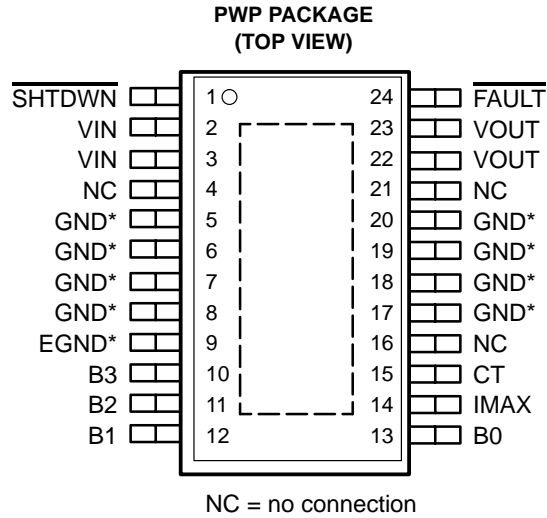 PWP PACKAGE
(TOP VIEW)
SHTDWN 1 24 FAULT
VIN 2 23 VOUT
VIN 3 22 VOUT
NC 4 21 NC
GND* 5 20 GND*
GND* 6 19 GND*
GND* 7 18 GND*
GND* 8 17 GND*
EGND* 9 16 NC
B3 10 15 CT
B2 11 14 IMAX
B1 12 13 B0
NC = no connection